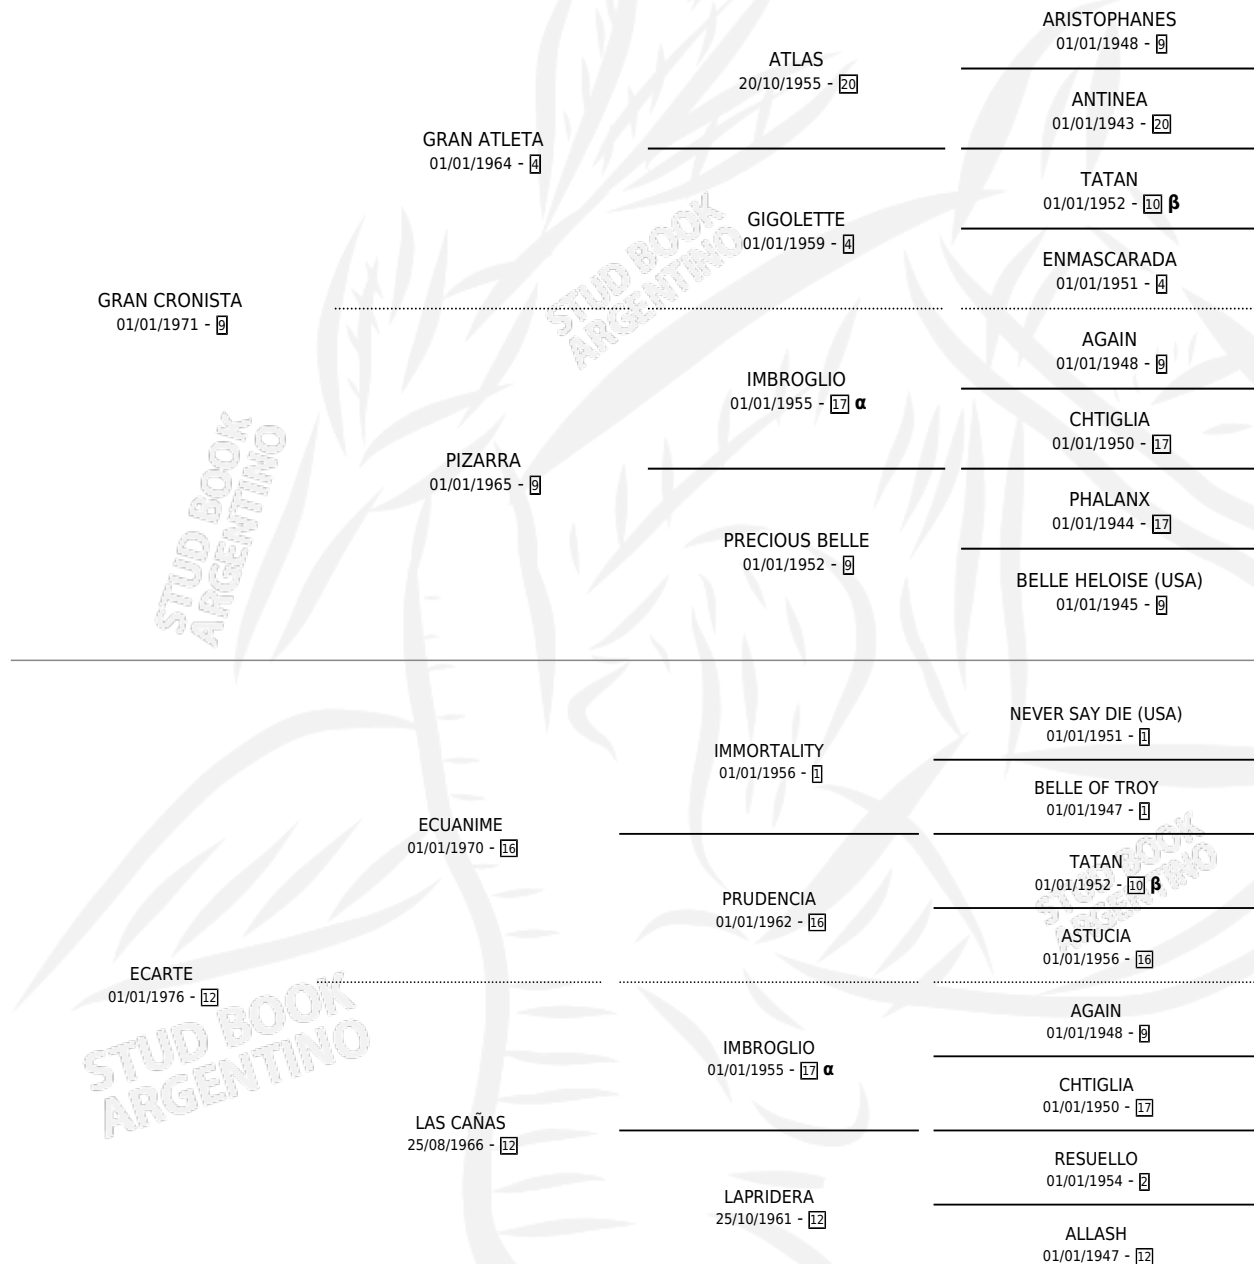 ARISTOPHANES
01/01/1948 - 9
ATLAS
20/10/1955 - 20
ANTINEA
01/01/1943 - 20
GRAN ATLETA
01/01/1964 - 4
TATAN
01/01/1952 - 10 β
GIGOLETTE
01/01/1959 - 4
ENMASCARADA
01/01/1951 - 4
GRAN CRONISTA
01/01/1971 - 9
STUD BOOK
ARGENTINO
AGAIN
01/01/1948 - 9
IMBROGLIO
01/01/1955 - 17 α
CHTIGLIA
01/01/1950 - 17
PIZARRA
01/01/1965 - 9
PHALANX
01/01/1944 - 17
PRECIOUS BELLE
01/01/1952 - 9
BELLE HELOISE (USA)
01/01/1945 - 9
STUD BOOK
ARGENTINO
NEVER SAY DIE (USA)
01/01/1951 - 1
IMMORTALITY
01/01/1956 - 1
BELLE OF TROY
01/01/1947 - 1
ECUANIME
01/01/1970 - 16
TATAN
01/01/1952 - 10 β
PRUDENCIA
01/01/1962 - 16
ASTUCIA
01/01/1956 - 16
STUD BOOK
ARGENTINO
ECARTE
01/01/1976 - 12
STUD BOOK
ARGENTINO
AGAIN
01/01/1948 - 9
IMBROGLIO
01/01/1955 - 17 α
CHTIGLIA
01/01/1950 - 17
LAS CAÑAS
25/08/1966 - 12
RESUELLO
01/01/1954 - 2
LAPRIDERA
25/10/1961 - 12
ALLASH
01/01/1947 - 12